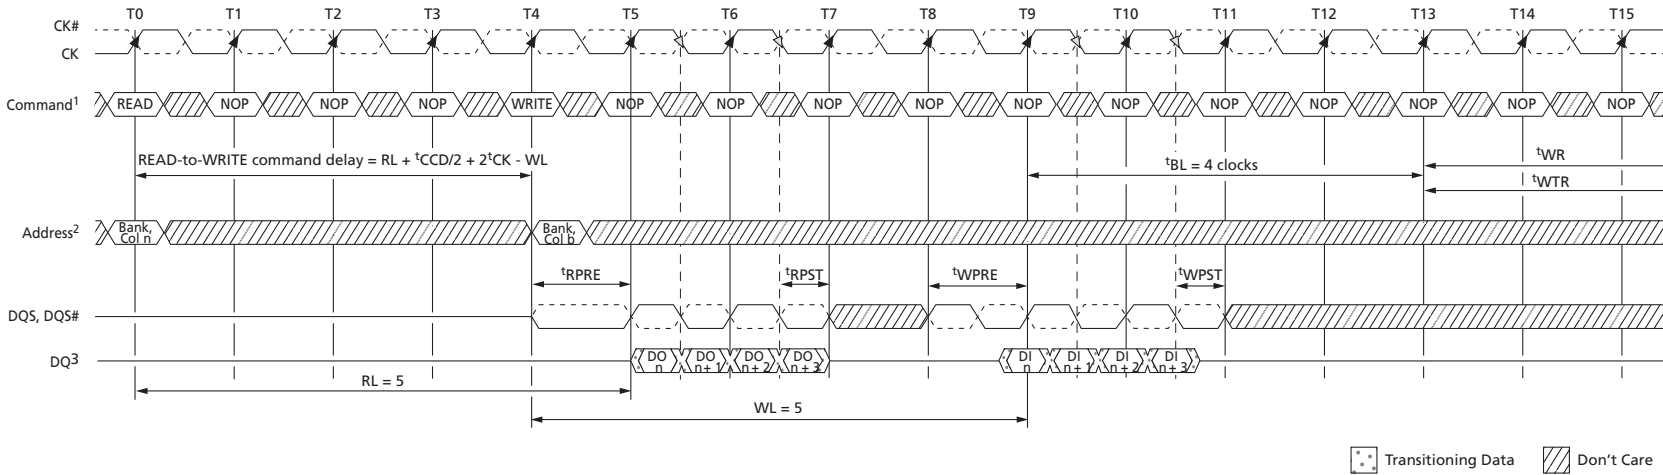 T0 T1 T2 T3 T4 T5 T6 T7 T8 T9 T10 T11 T12 T13 T14 T15
CK#
CK
Command1 READ NOP NOP NOP WRITE NOP NOP NOP NOP NOP NOP NOP NOP NOP NOP NOP
READ-to-WRITE command delay = RL + tCCD/2 + 2tCK - WL
tBL = 4 clocks
tWR
tWTR
Address2
Bank,
Col n
Bank,
Col b
tRPRE tRPST tWPRE tWPST
DQS, DQS#
DQ3
DO
n
DO
n + 1
DO
n + 2
DO
n + 3
DI
n
DI
n + 1
DI
n + 2
DI
n + 3
RL = 5
WL = 5
Transitioning Data
Don't Care